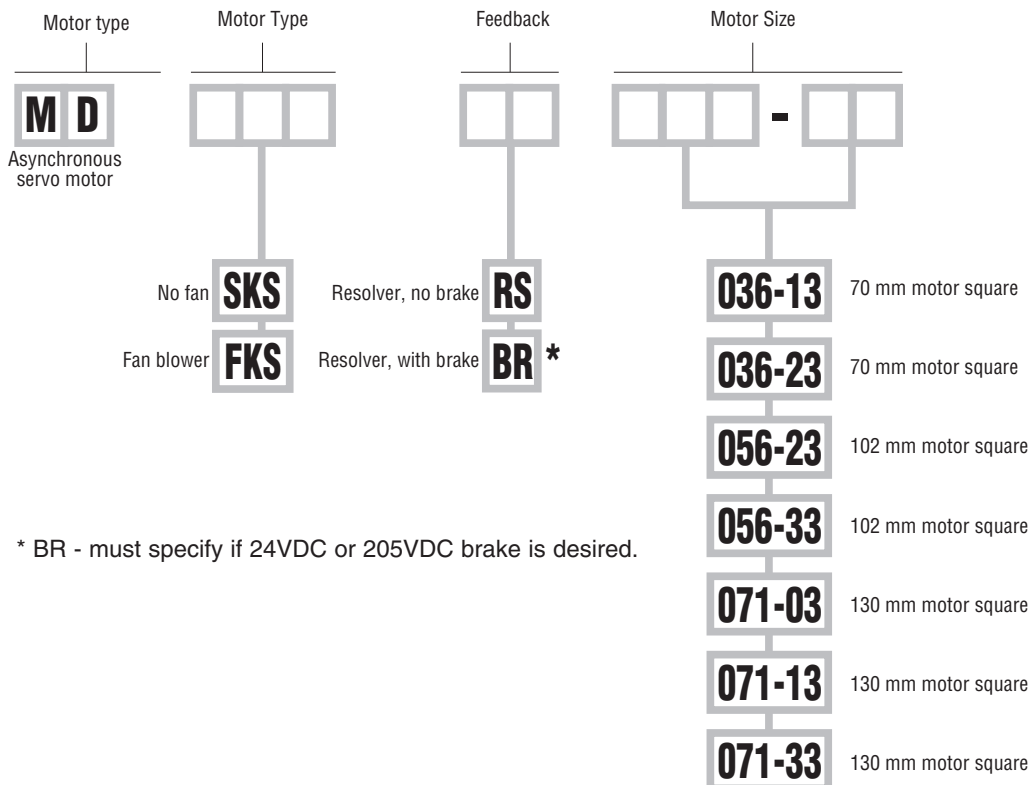 Motor type
Motor Type
Feedback
Motor Size
M D
-
Asynchronous
servo motor
No fan
SKS
Resolver, no brake
RS
036-13
70 mm motor square
Fan blower
FKS
Resolver, with brake
BR *
036-23
70 mm motor square
056-23
102 mm motor square
056-33
102 mm motor square
* BR - must specify if 24VDC or 205VDC brake is desired.
071-03
130 mm motor square
071-13
130 mm motor square
071-33
130 mm motor square